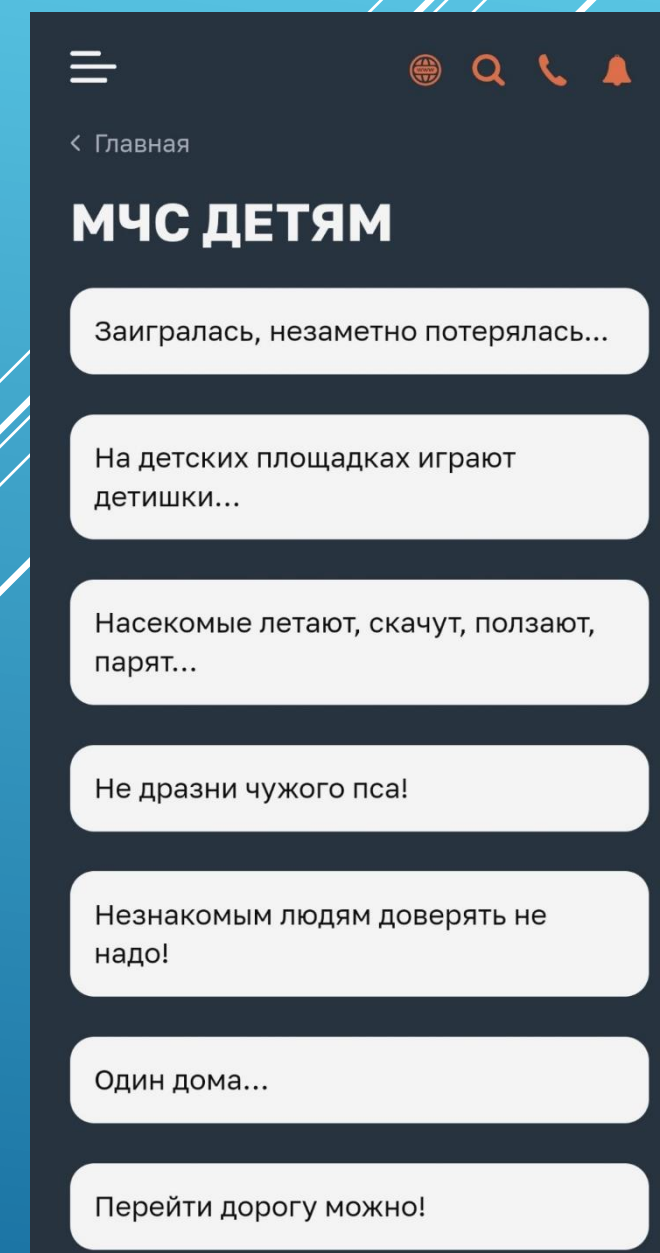 < Главная
МЧС ДЕТЯМ
Заигралась, незаметно потерялась...
На детских площадках играют
детишки...
Насекомые летают, скачут, ползают,
парят...
Не дразни чужого пса!
Незнакомым людям доверять не
надо!
Один дома...
Перейти дорогу можно!